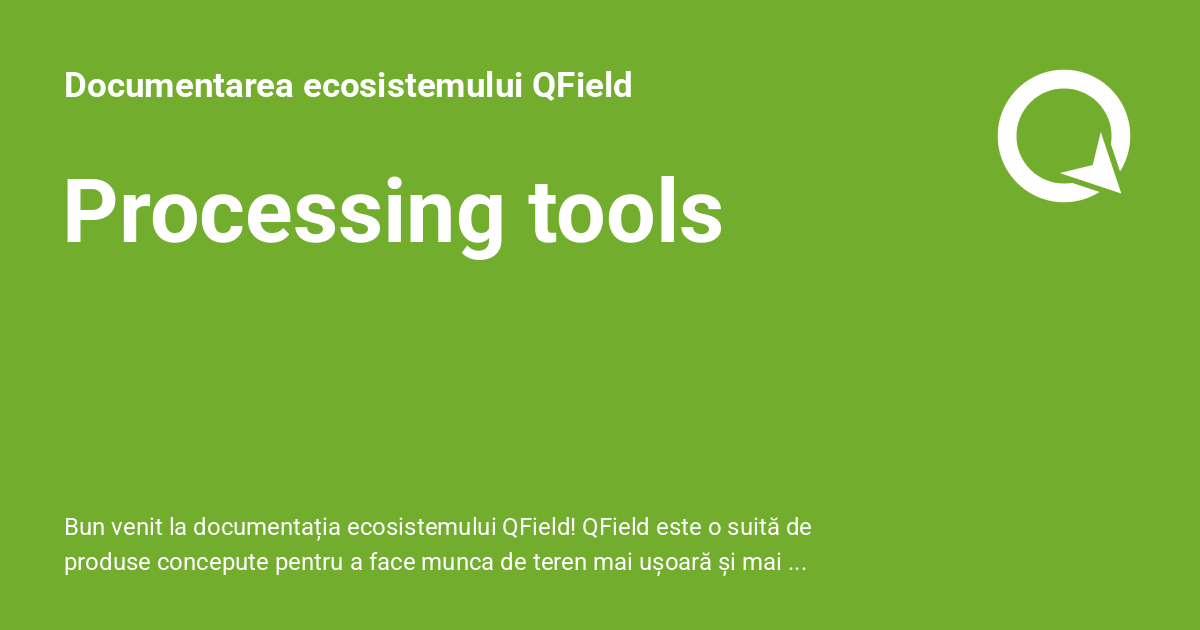 Documentarea ecosistemului QField
Processing tools
Bun venit la documentația ecosistemului QField! QField este o suită de
produse concepute pentru a face munca de teren mai ușoară și mai ...